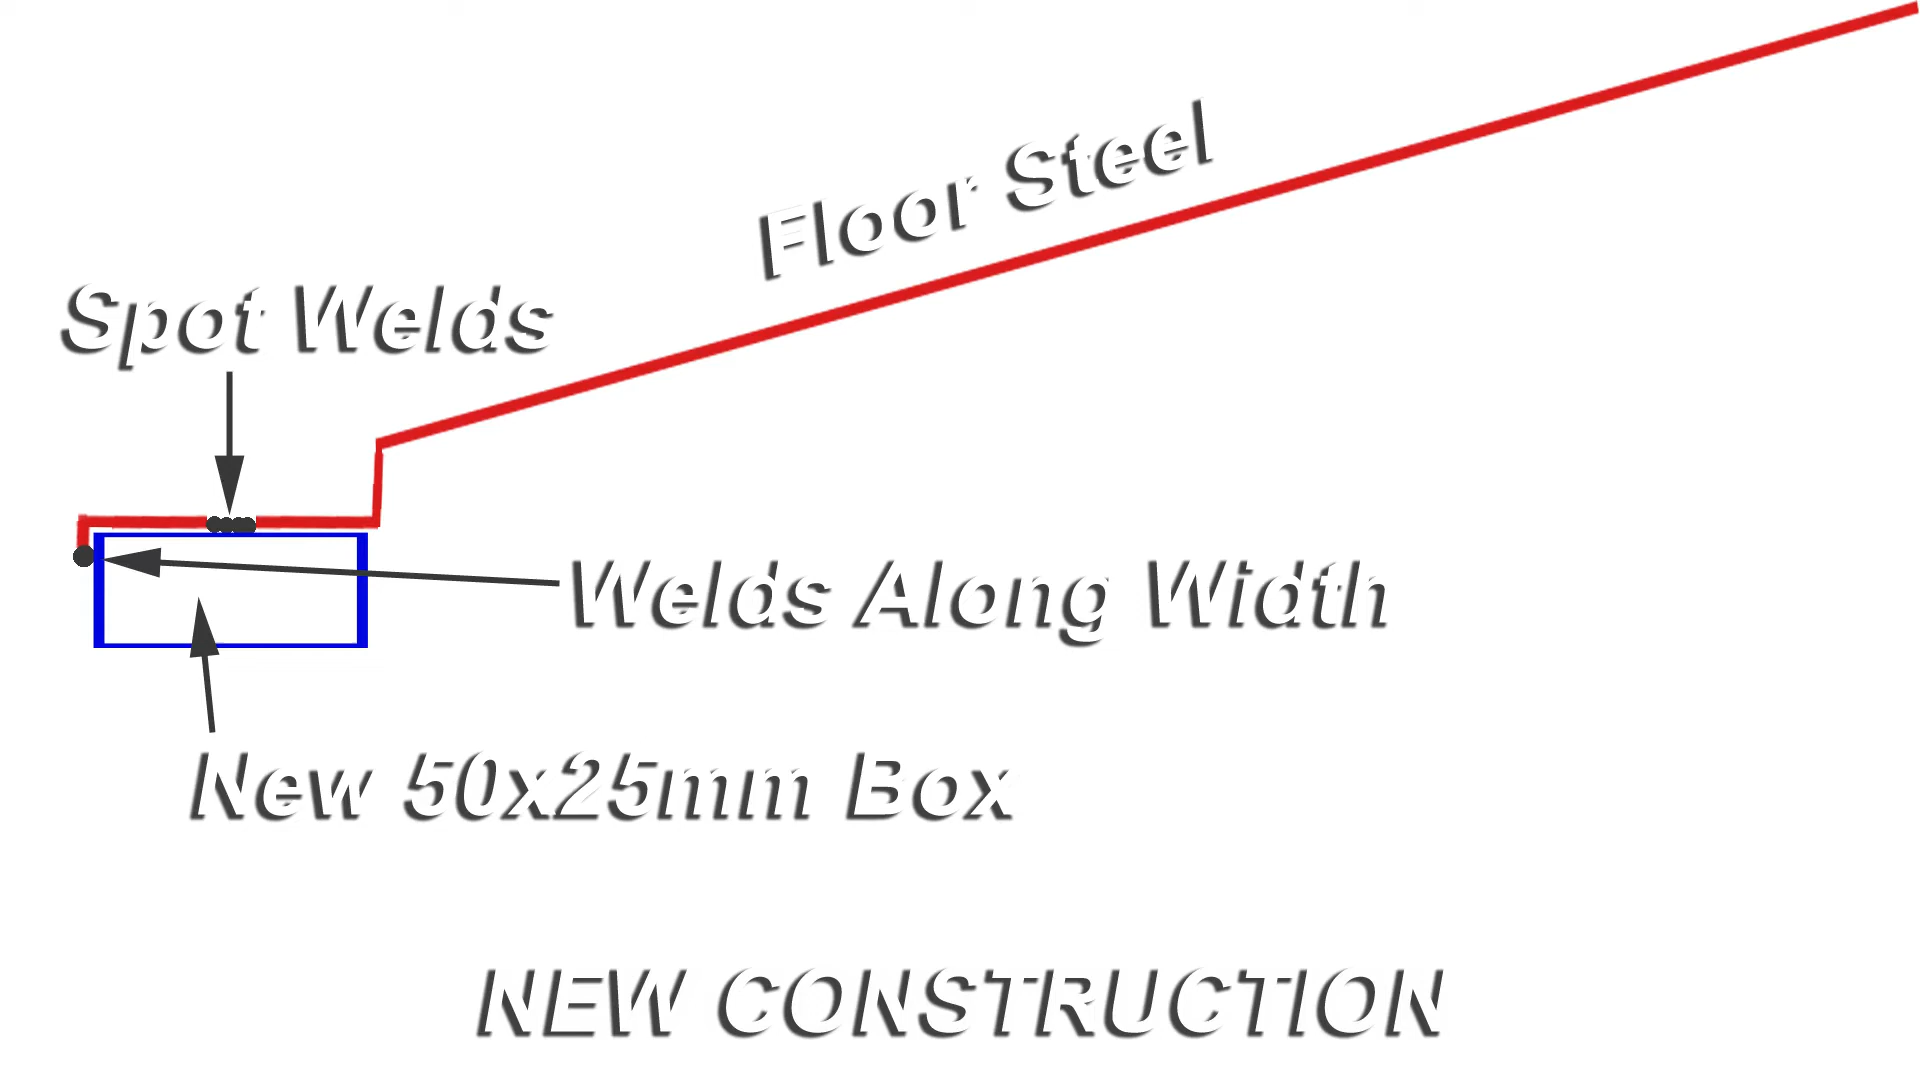 Floor Steel
Spot Welds
Welds Along Width
New 50x25mm Box
NEW CONSTRUCTION